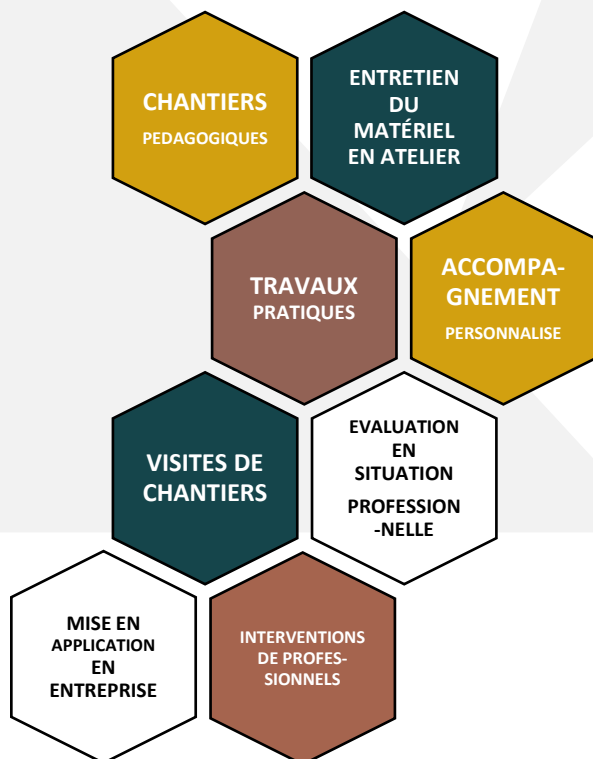 CHANTIERS
PEDAGOGIQUES
ENTRETIEN
DU
MATÉRIEL
EN ATELIER
TRAVAUX
PRATIQUES
ACCOMPA-
GNEMENT
PERSONNALISE
VISITES DE
CHANTIERS
EVALUATION
EN
SITUATION
PROFESSION
-NELLE
MISE EN
APPLICATION
EN
ENTREPRISE
INTERVENTIONS
DE PROFES-
SIONNELS